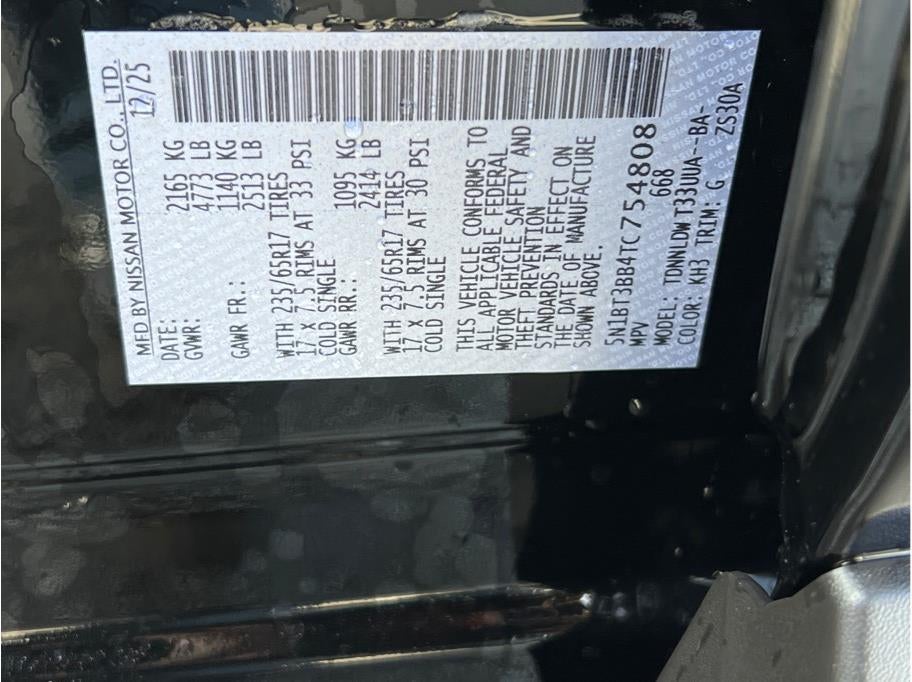 MFD BY NISSAN MOTOR CO., LTD.
DATE: 12/25
GVWR: 2165 KG
4773 LB
GAWR FR.: 1140 KG
2513 LB
WITH 235/65R17 TIRES
17 X 7.5 RIMS AT 33 PSI
COLD SINGLE
GAWR RR.: 1095 KG
2414 LB
WITH 235/65R17 TIRES
17 X 7.5 RIMS AT 30 PSI
COLD SINGLE
THIS VEHICLE CONFORMS TO
ALL APPLICABLE FEDERAL
MOTOR VEHICLE SAFETY AND
THEFT PREVENTION
STANDARDS IN EFFECT ON
THE DATE OF MANUFACTURE
SHOWN ABOVE.
5N1BT3BB4TC754808
MPV 668
MODEL: TDNNLDWT33UUA--BA-
COLOR: KH3 TRIM: G ZS30A